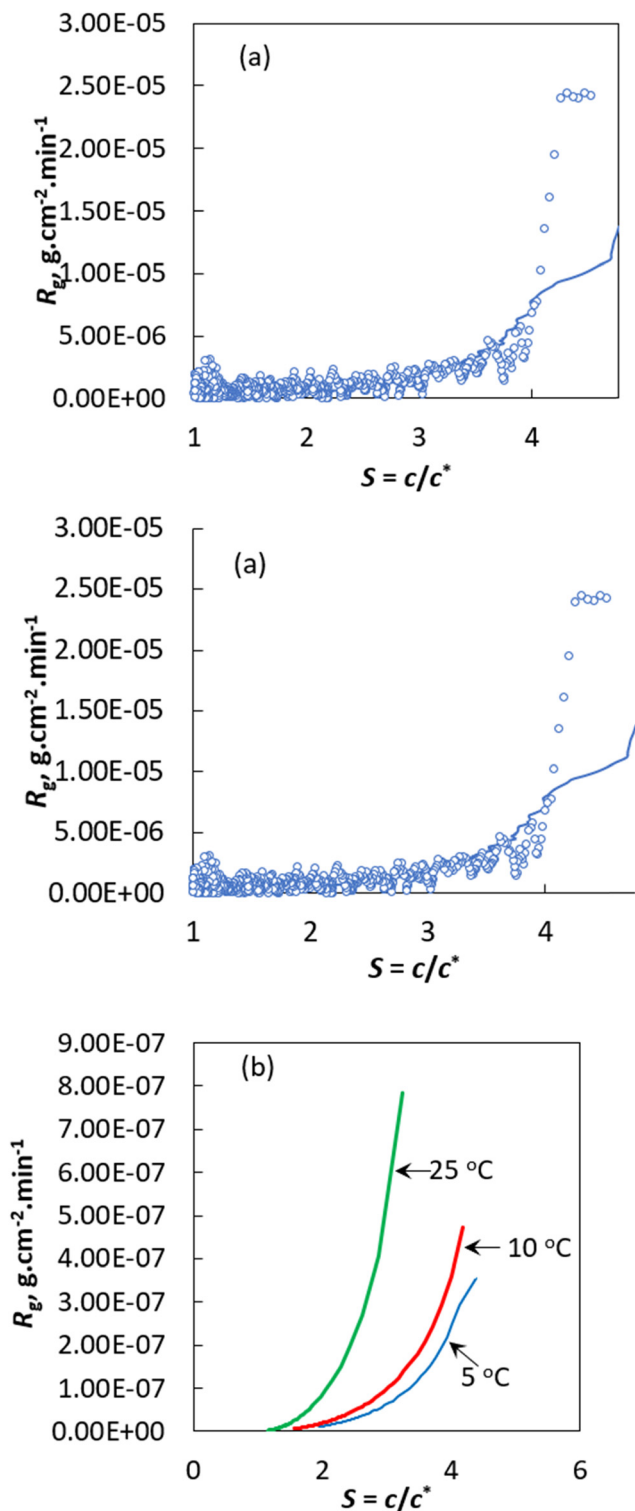 3.00E-05
(a)
2.50E-05
2.00E-05
1.50E-05
1.00E-05
5.00E-06
0.00E+00
Rg, g.cm-2.min-1
1 2 3 4
S = c/c*
3.00E-05
(a)
2.50E-05
2.00E-05
1.50E-05
1.00E-05
5.00E-06
0.00E+00
Rg, g.cm-2.min-1
1 2 3 4
S = c/c*
9.00E-07
(b)
8.00E-07
7.00E-07
6.00E-07
25 °C
5.00E-07
10 °C
4.00E-07
3.00E-07
2.00E-07
5 °C
1.00E-07
0.00E+00
Rg, g.cm-2.min-1
0 2 4 6
S = c/c*